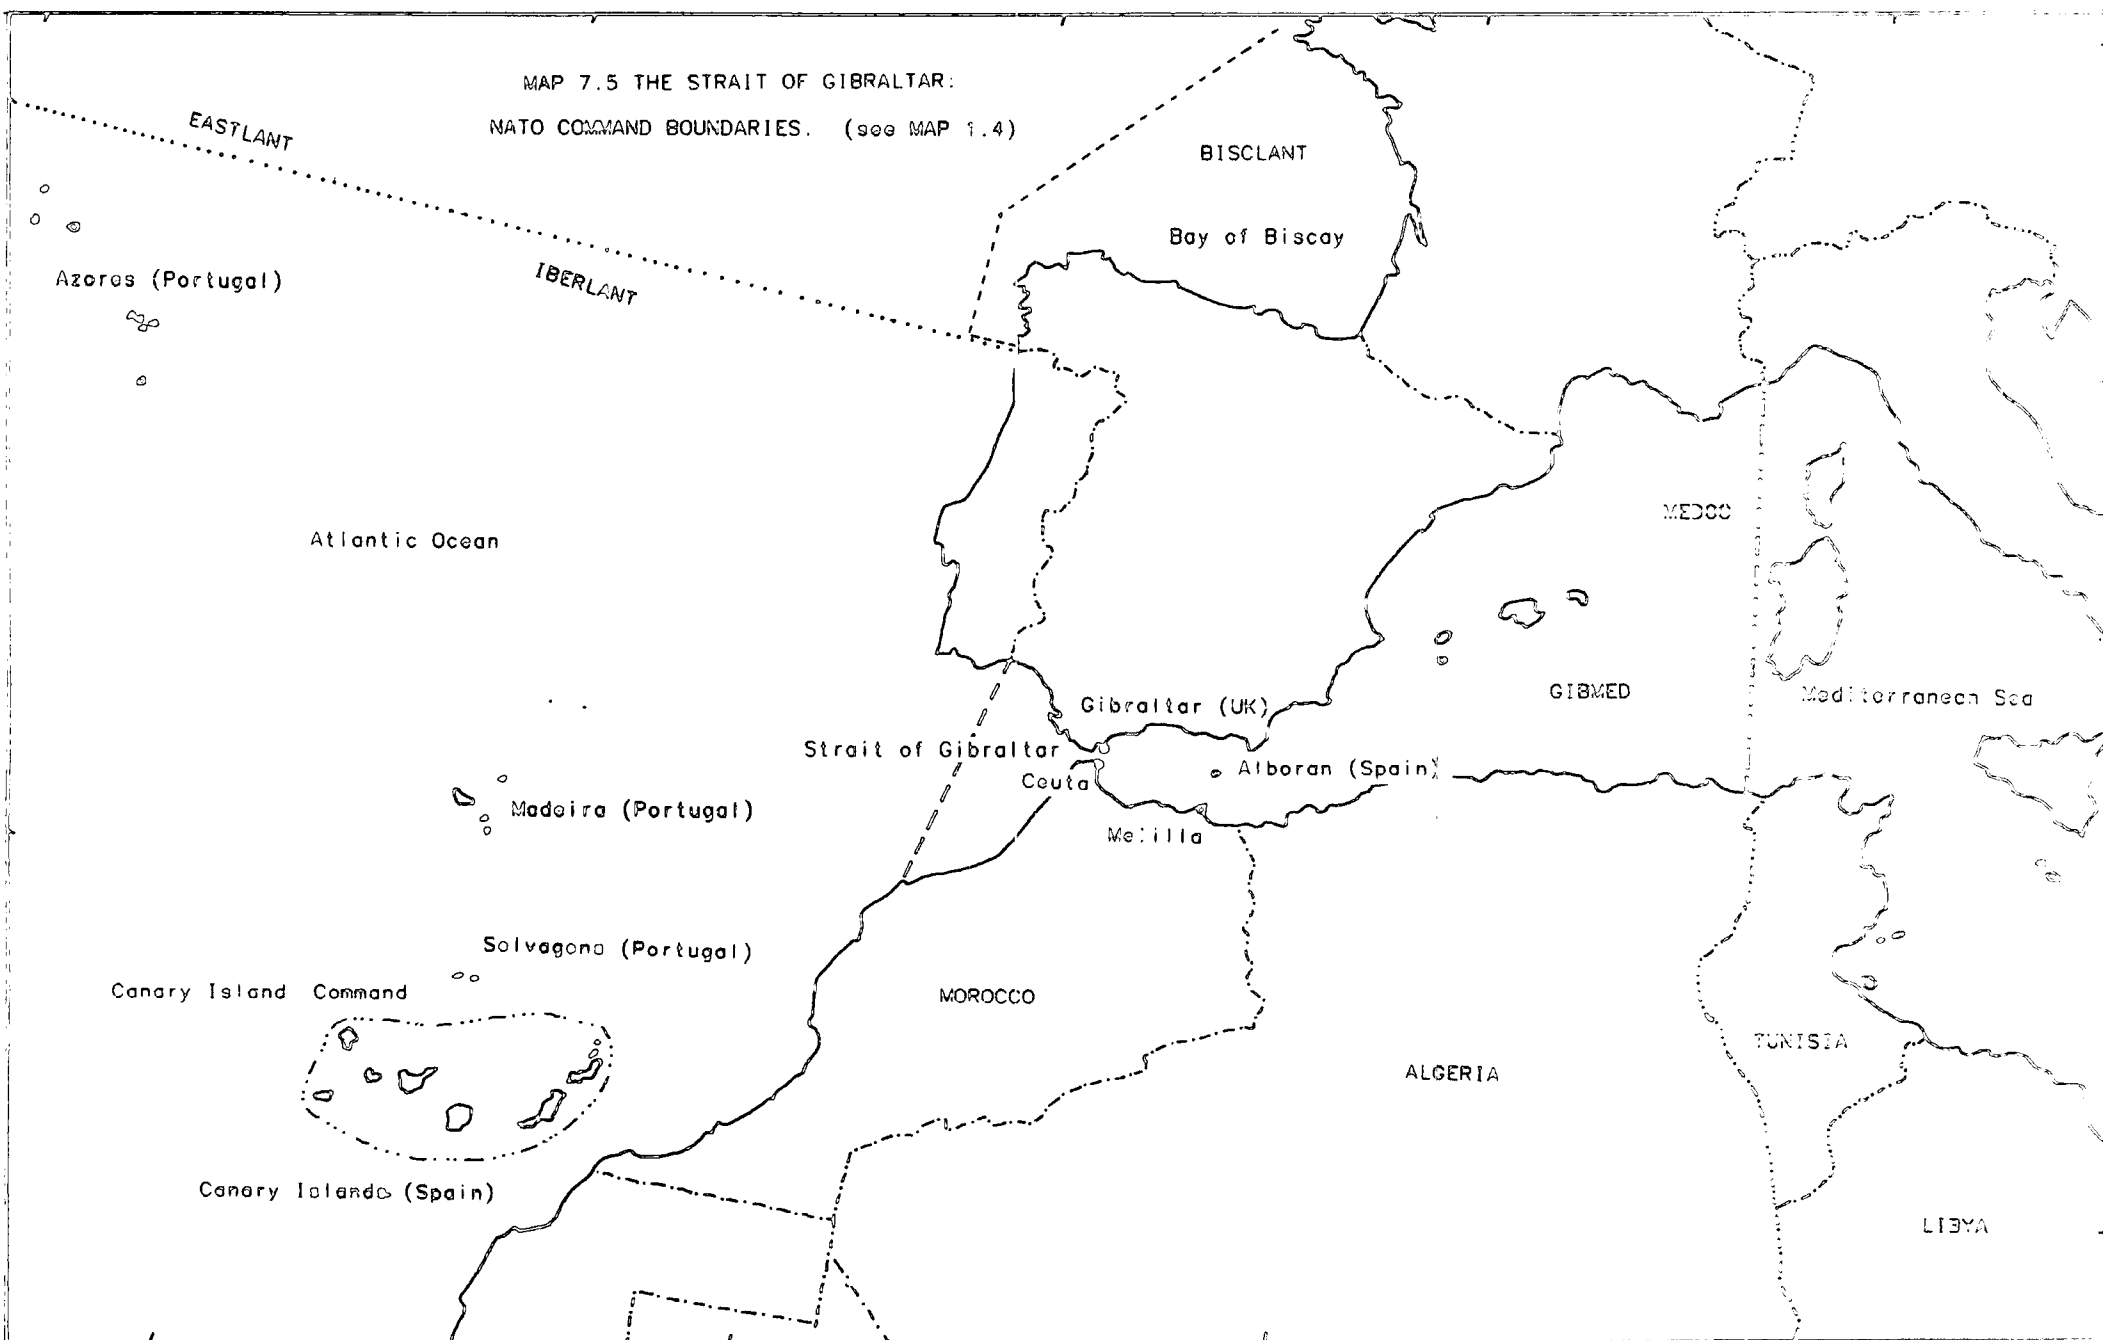 MAP 7.5 THE STRAIT OF GIBRALTAR:
NATO COMMAND BOUNDARIES. (see MAP 1.4)
EASTLANT
BISCLANT
Bay of Biscay
IBERLANT
Azores (Portugal)
MEDOC
Atlantic Ocean
GIBMED
Mediterranean Sea
Gibraltar (UK)
Strait of Gibraltar
Alboran (Spain)
Ceuta
Madeira (Portugal)
Melilla
Selvagens (Portugal)
Canary Island Command
MOROCCO
TUNISIA
ALGERIA
Canary Islands (Spain)
LIBYA